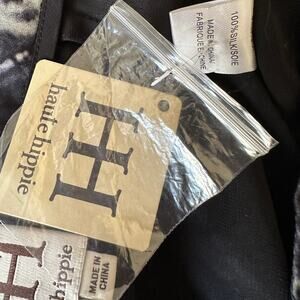 100% SILK/SOIE
MADE IN CHINA
FABRIQUE EN CHINE
HH
haute hippie
hippie
MADE IN
CHINA